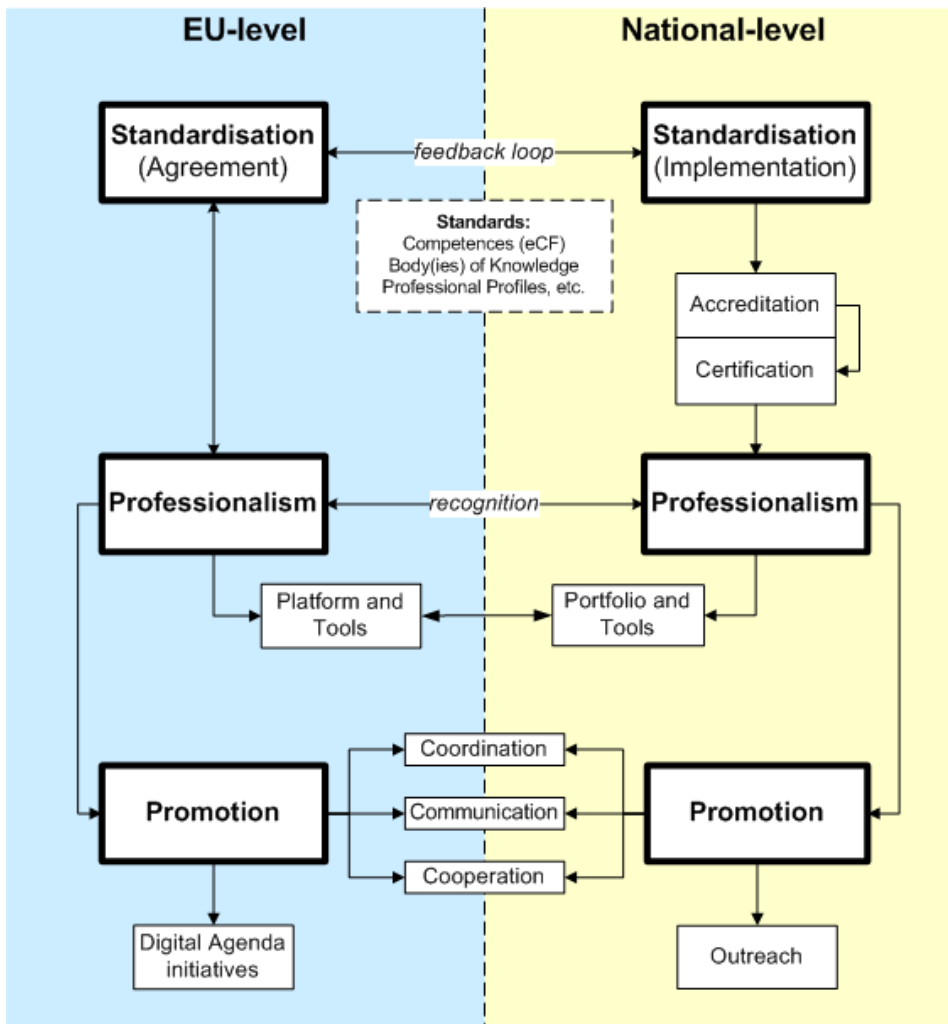 EU-level
National-level
Standardisation
(Agreement)
feedback loop
Standardisation
(Implementation)
Standards:
Competences (eCF)
Body(ies) of Knowledge
Professional Profiles, etc.
Accreditation
Certification
Professionalism
recognition
Professionalism
Platform and
Tools
Portfolio and
Tools
Coordination
Promotion
Communication
Promotion
Cooperation
Digital Agenda
initiatives
Outreach